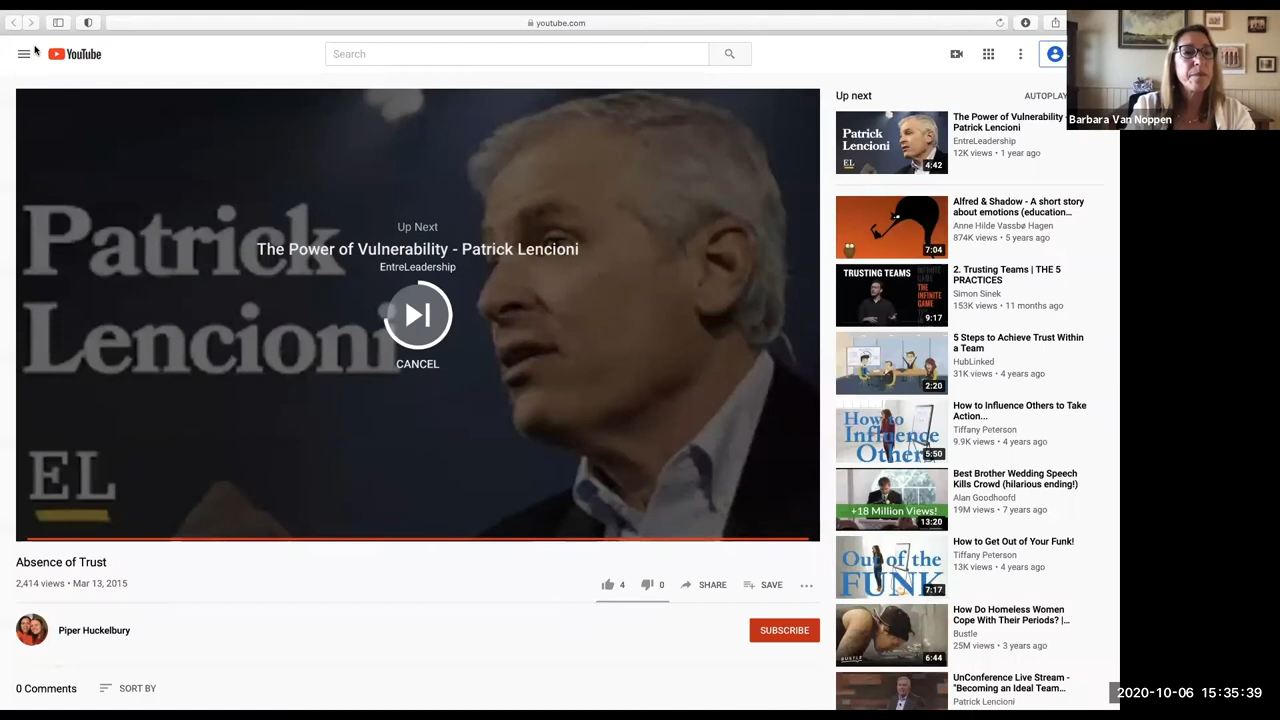 youtube.com
YouTube
Search
Up next
AUTOPLAY
Barbara Van Noppen
Patrick
Lencioni
EL
Up Next
The Power of Vulnerability - Patrick Lencioni
EntreLeadership
CANCEL
Absence of Trust
2,414 views • Mar 13, 2015
4
0
SHARE
SAVE
Piper Huckelbury
SUBSCRIBE
0 Comments
SORT BY
Patrick
Lencioni
EL
4:42
The Power of Vulnerability -
Patrick Lencioni
EntreLeadership
12K views • 1 year ago
7:04
Alfred & Shadow - A short story
about emotions (education...
Anne Hilde Vassbø Hagen
874K views • 5 years ago
TRUSTING TEAMS
THE
INFINITE
GAME
9:17
2. Trusting Teams | THE 5
PRACTICES
Simon Sinek
153K views • 11 months ago
2:20
5 Steps to Achieve Trust Within
a Team
HubLinked
31K views • 4 years ago
How to
Influence
Others
5:50
How to Influence Others to Take
Action...
Tiffany Peterson
9.9K views • 4 years ago
+18 Million Views!
13:20
Best Brother Wedding Speech
Kills Crowd (hilarious ending!)
Alan Goodhoofd
19M views • 7 years ago
Out of the
FUNK
7:17
How to Get Out of Your Funk!
Tiffany Peterson
13K views • 4 years ago
BUSTLE
6:44
How Do Homeless Women
Cope With Their Periods? |...
Bustle
25M views • 3 years ago
UnConference Live Stream -
"Becoming an Ideal Team...
Patrick Lencioni
2020-10-06 15:35:39